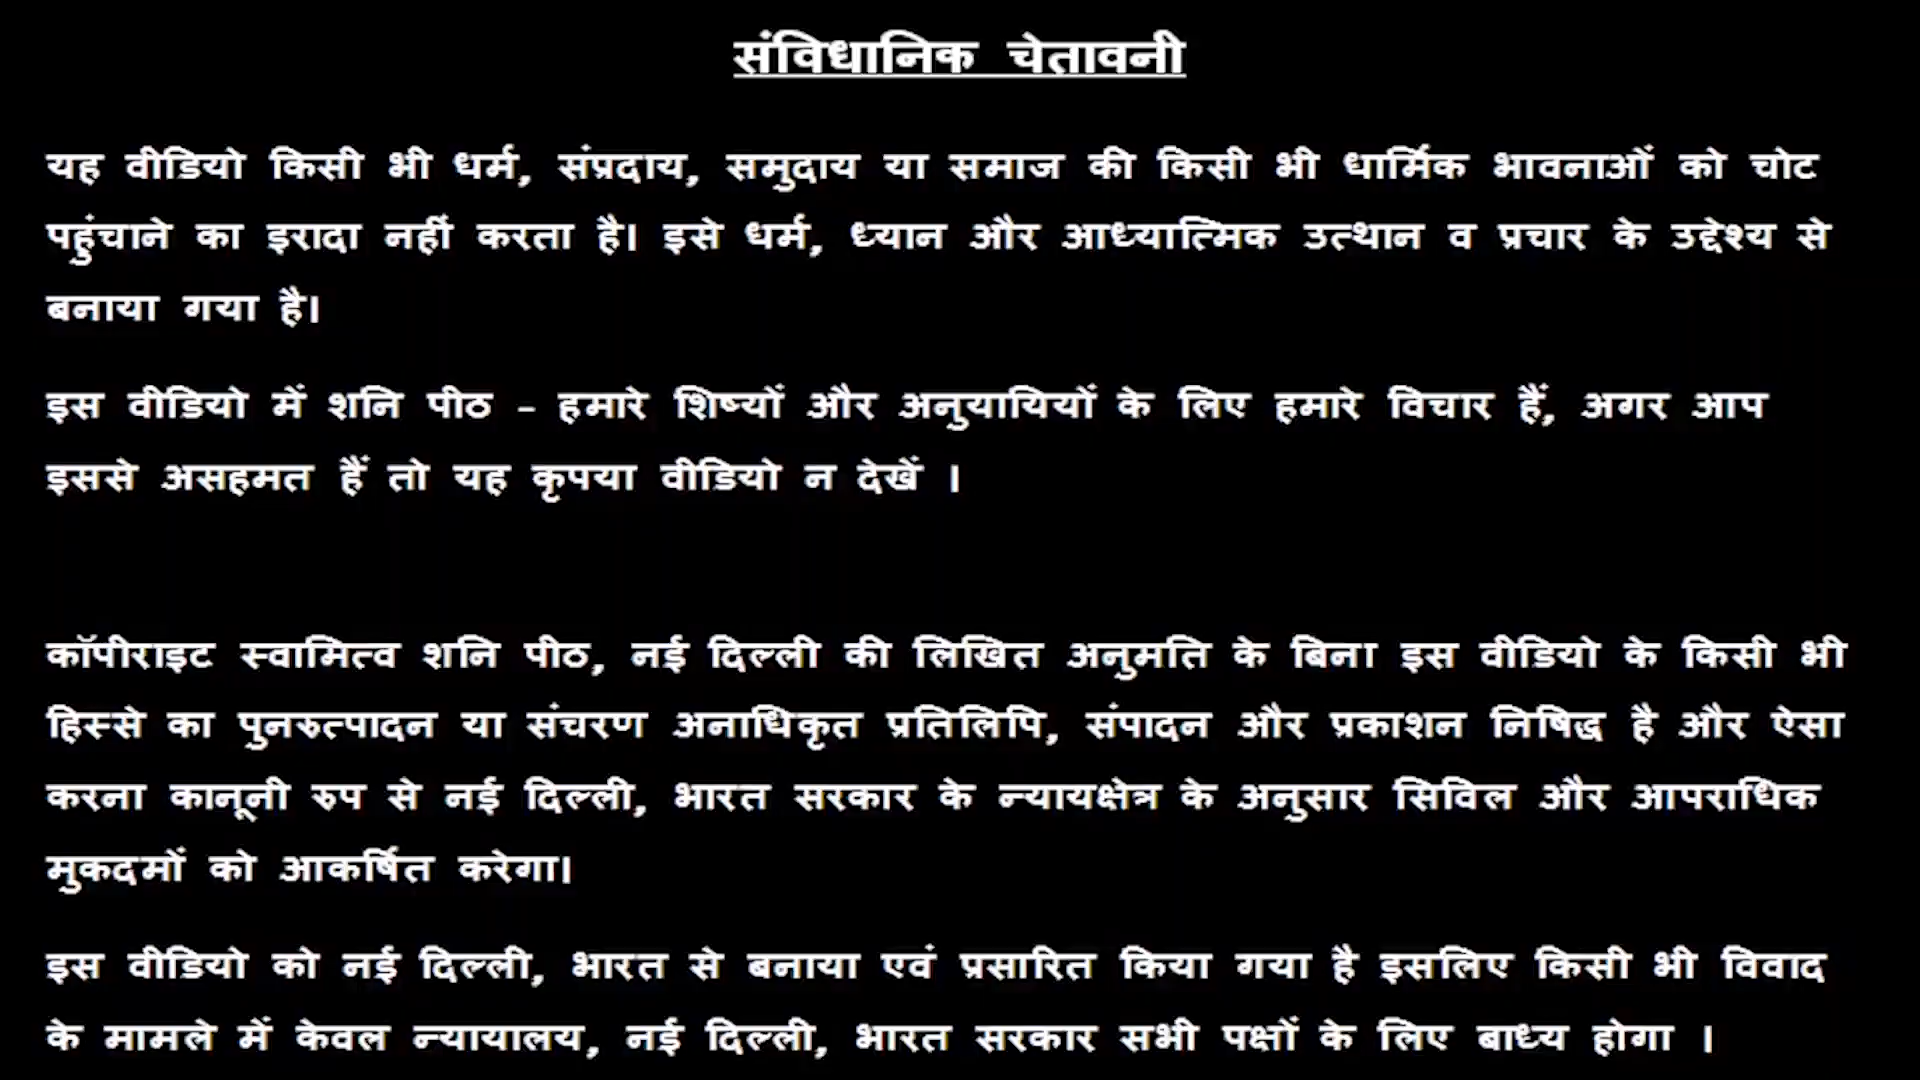 संविधानिक चेतावनी
यह वीडियो किसी भी धर्म, संप्रदाय, समुदाय या समाज की किसी भी धार्मिक भावनाओं को चोट
पहुंचाने का इरादा नहीं करता है। इसे धर्म, ध्यान और आध्यात्मिक उत्थान व प्रचार के उद्देश्य से
बनाया गया है।
इस वीडियो में शनि पीठ – हमारे शिष्यों और अनुयायियों के लिए हमारे विचार हैं, अगर आप
इससे असहमत हैं तो यह कृपया वीडियो न देखें ।
कॉपीराइट स्वामित्व शनि पीठ, नई दिल्ली की लिखित अनुमति के बिना इस वीडियो के किसी भी
हिस्से का पुनरुत्पादन या संचरण अनाधिकृत प्रतिलिपि, संपादन और प्रकाशन निषिद्ध है और ऐसा
करना कानूनी रुप से नई दिल्ली, भारत सरकार के न्यायक्षेत्र के अनुसार सिविल और आपराधिक
मुकदमों को आकर्षित करेगा।
इस वीडियो को नई दिल्ली, भारत से बनाया एवं प्रसारित किया गया है इसलिए किसी भी विवाद
के मामले में केवल न्यायालय, नई दिल्ली, भारत सरकार सभी पक्षों के लिए बाध्य होगा ।